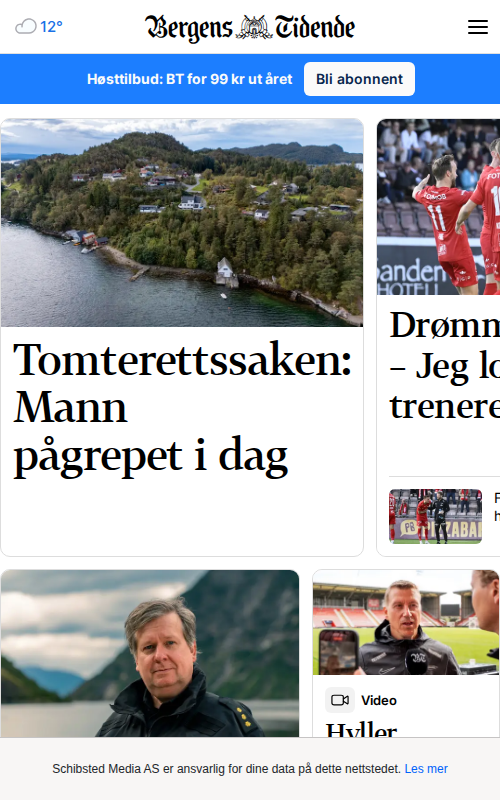 12°
Bergens Tidende
Høsttilbud: BT for 99 kr ut året
Bli abonnent
Tomterettssaken:
Mann
pågrepet i dag
11
Drømm
– Jeg lo
trenere
F
h
Video
Hyller
Schibsted Media AS er ansvarlig for dine data på dette nettstedet. Les mer